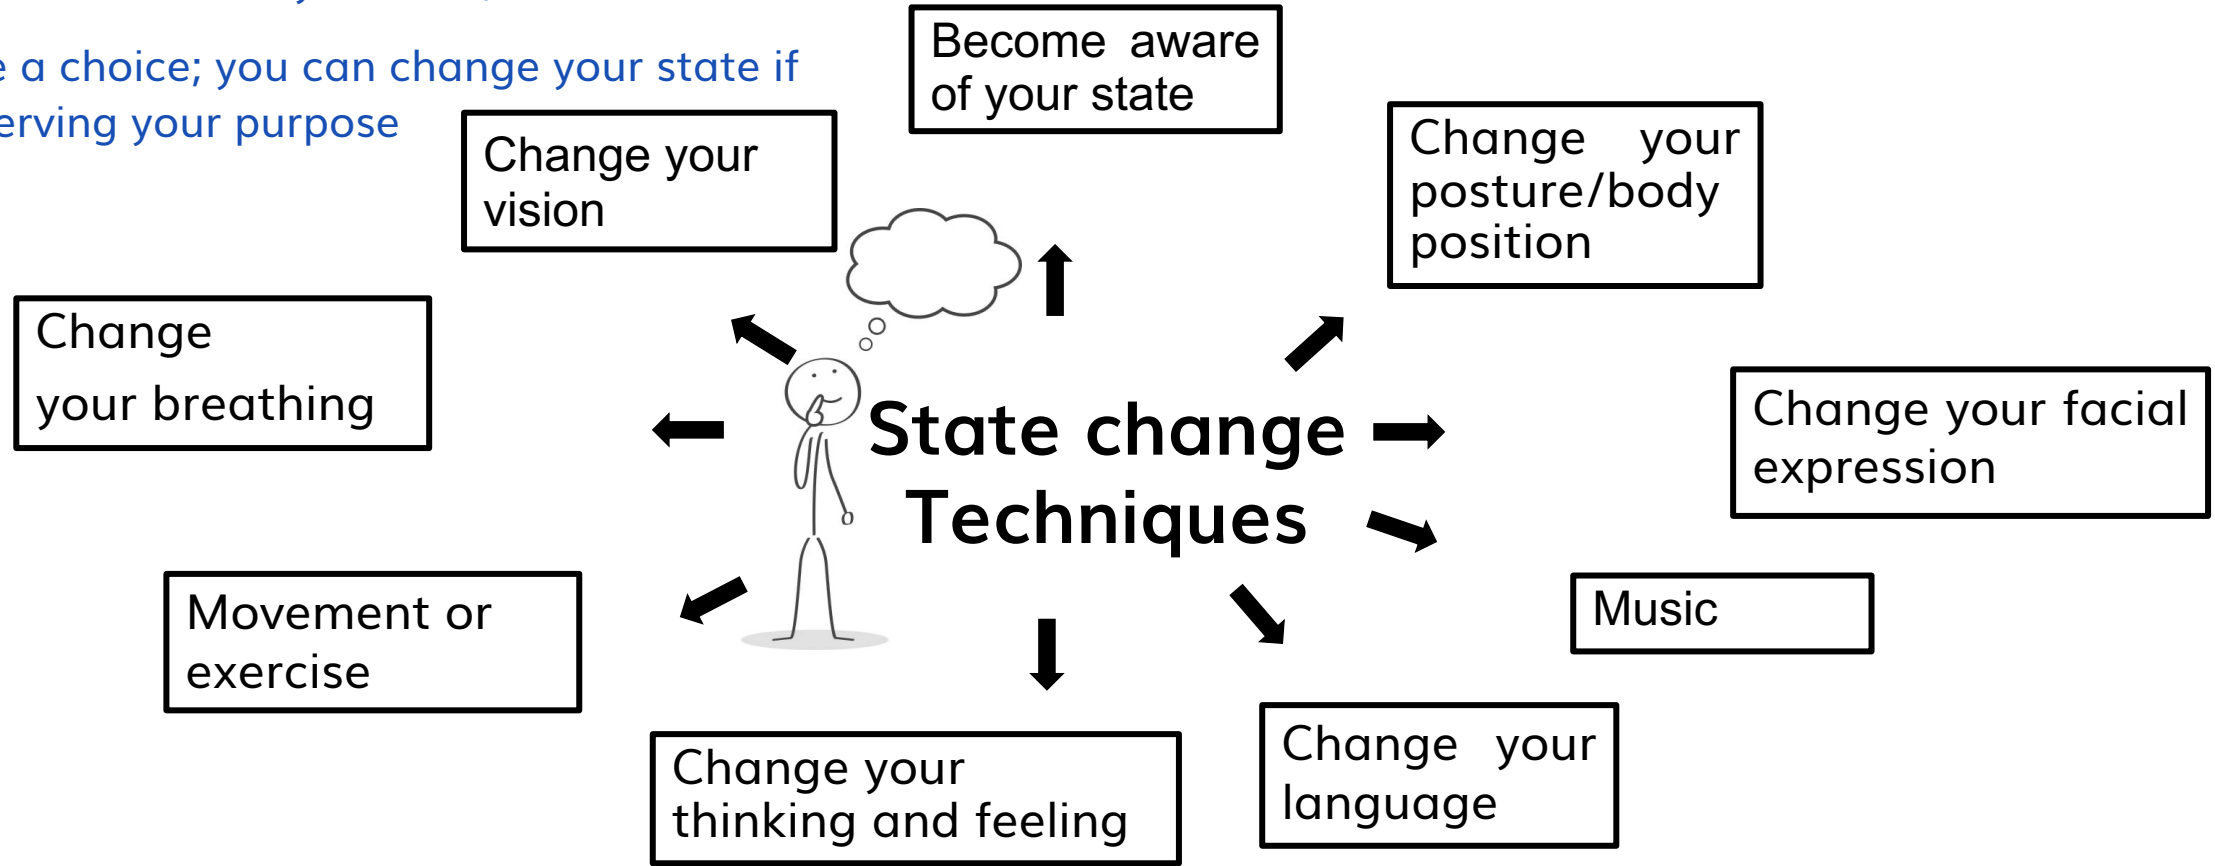 e a choice; you can change your state if
erving your purpose
Become aware
of your state
Change your
vision
Change your
posture/body
position
Change
your breathing
State change
Techniques
Change your facial
expression
Movement or
exercise
Music
Change your
thinking and feeling
Change your
language